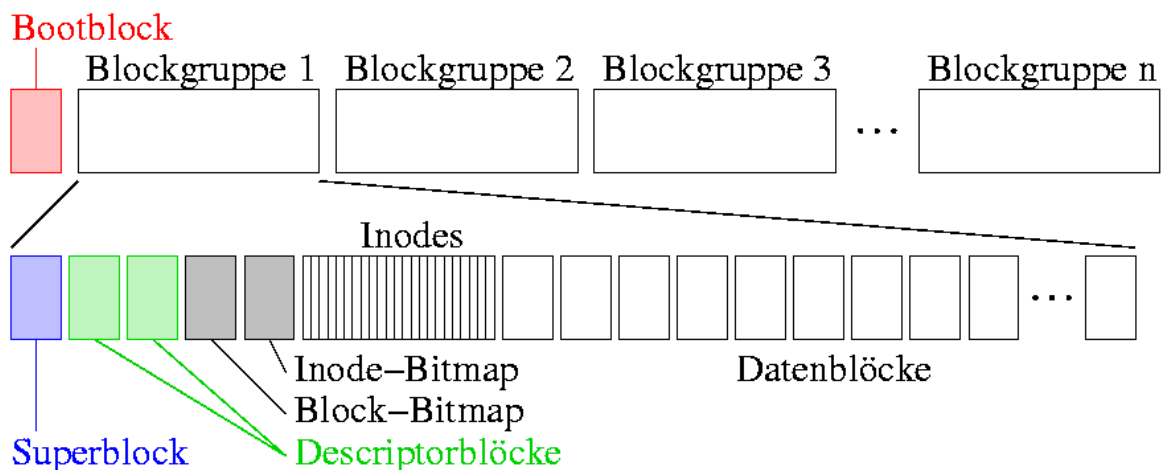 Bootblock
Blockgruppe 1 Blockgruppe 2 Blockgruppe 3 Blockgruppe n
...
Inodes
...
Inode-Bitmap
Datenblöcke
Block-Bitmap
Superblock Descriptorblöcke